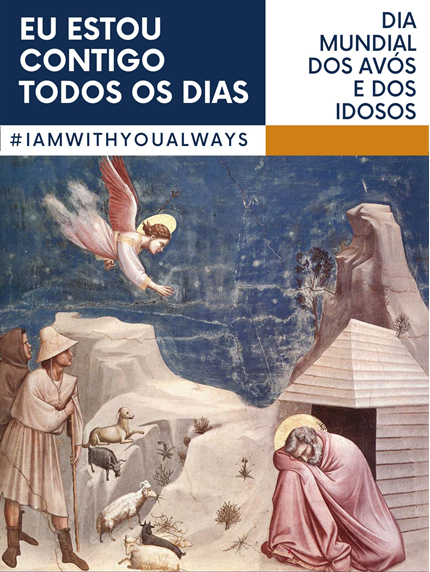 EU ESTOU
CONTIGO
TODOS OS DIAS
#IAMWITHYOUALWAYS
DIA
MUNDIAL
DOS AVÓS
E DOS
IDOSOS